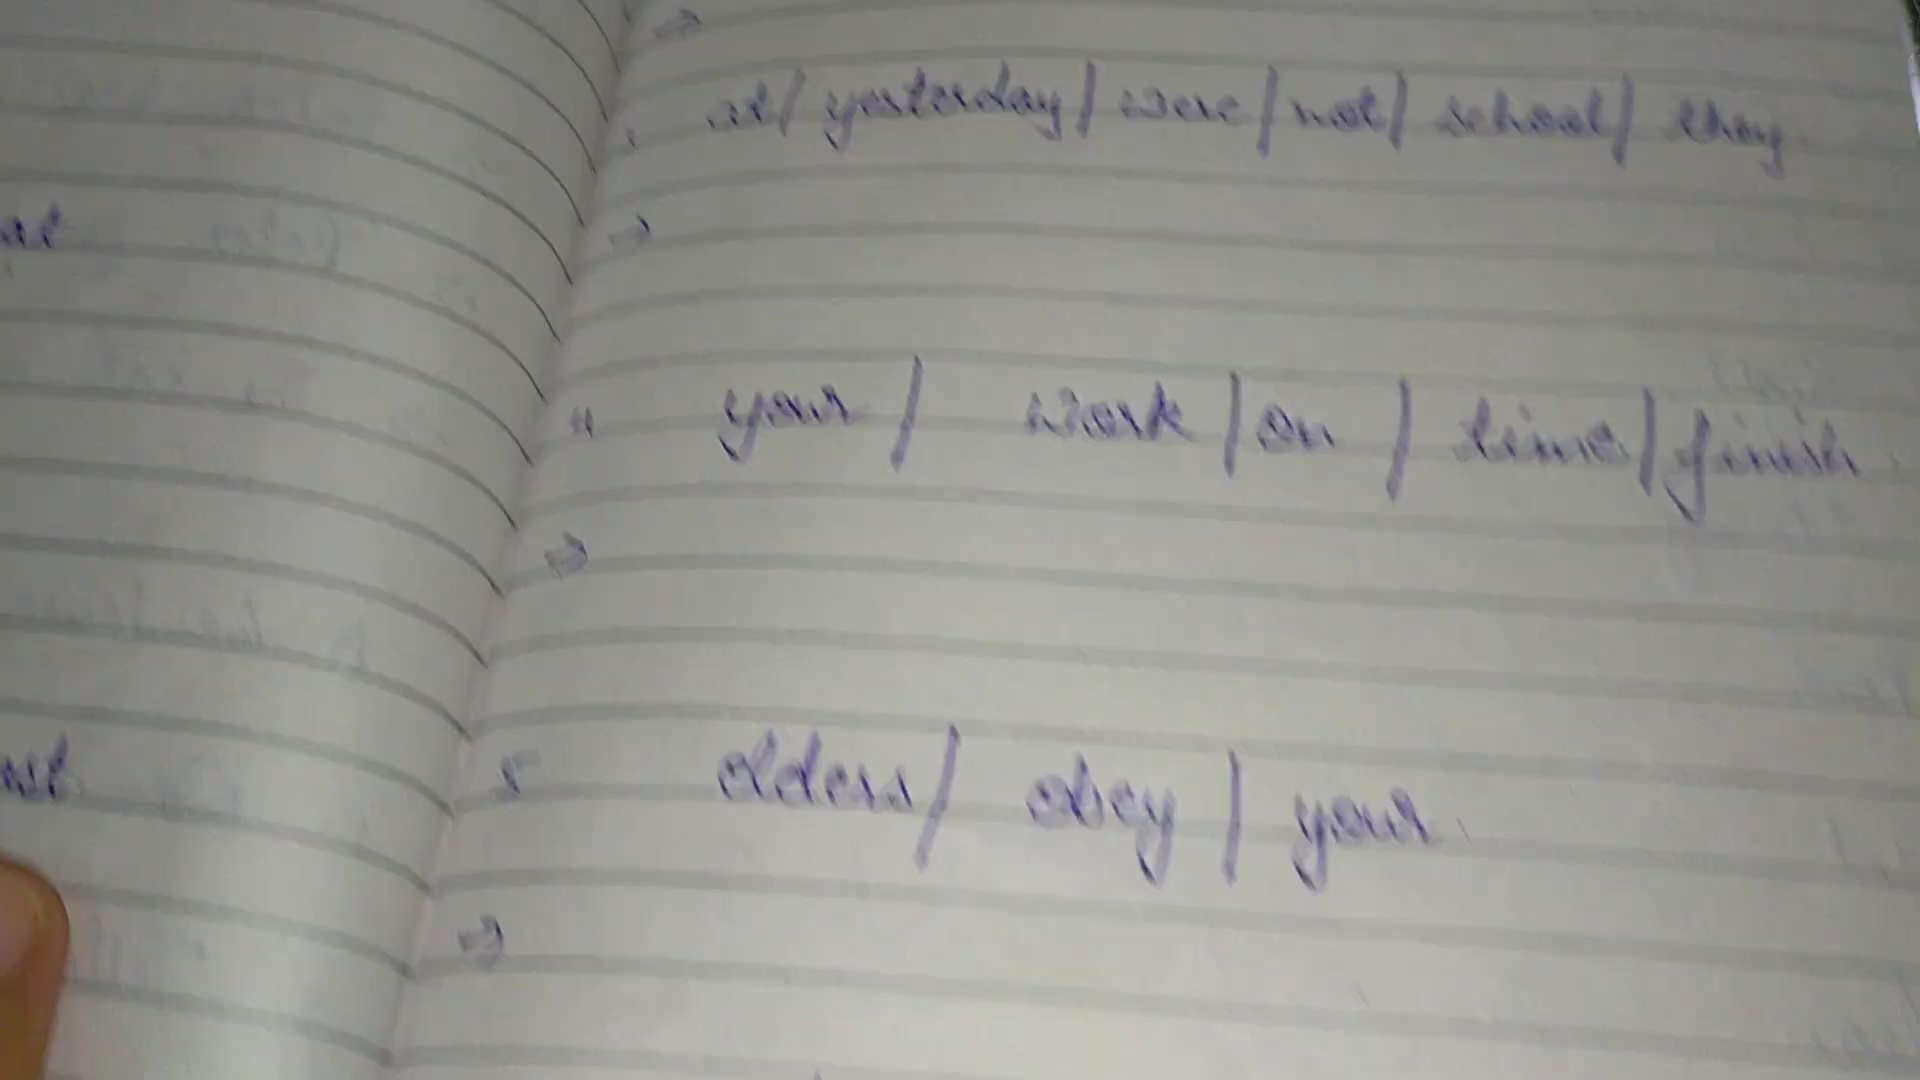 ⇒
at / yesterday / were / not / school / they
⇒
4 your / work / on / time / finish.
⇒
5 elders / obey / your.
⇒